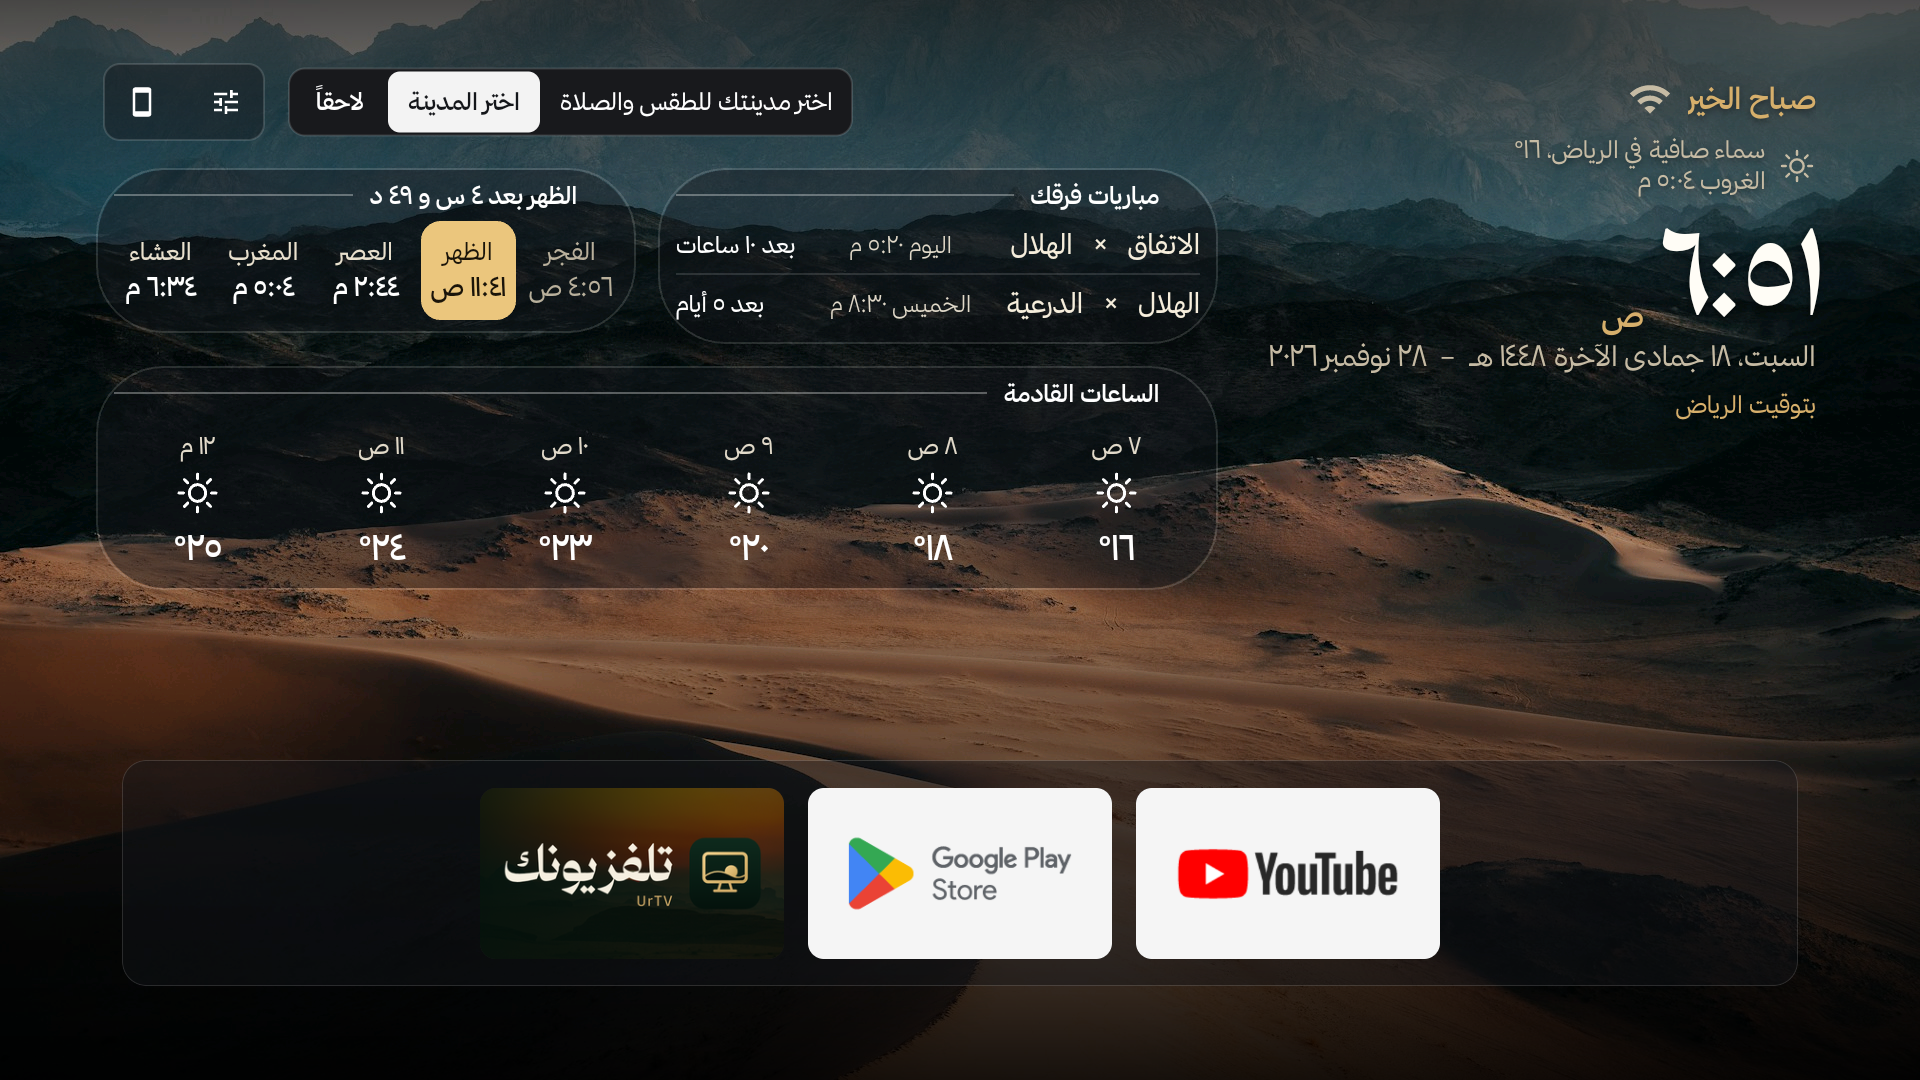 صباح الخير
سماء صافية في الرياض، ١٦°
الغروب ٥:٠٤ م
٦:٥١ ص
السبت، ١٨ جمادى الآخرة ١٤٤٨ هـ – ٢٨ نوفمبر ٢٠٢٦
بتوقيت الرياض
اختر مدينتك للطقس والصلاة اختر المدينة لاحقاً
مباريات فرقك
الاتفاق × الهلال اليوم ٥:٢٠ م بعد ١٠ ساعات
الهلال × الدرعية الخميس ٨:٣٠ م بعد ٥ أيام
الظهر بعد ٤ س و ٤٩ د
الفجر الظهر العصر المغرب العشاء
٤:٥٦ ص ١١:٤١ ص ٢:٤٤ م ٥:٠٤ م ٦:٣٤ م
الساعات القادمة
٧ ص ٨ ص ٩ ص ١٠ ص ١١ ص ١٢ م
١٦° ١٨° ٢٠° ٢٣° ٢٤° ٢٥°
YouTube
Google Play
Store
تلفزيونك
UrTV